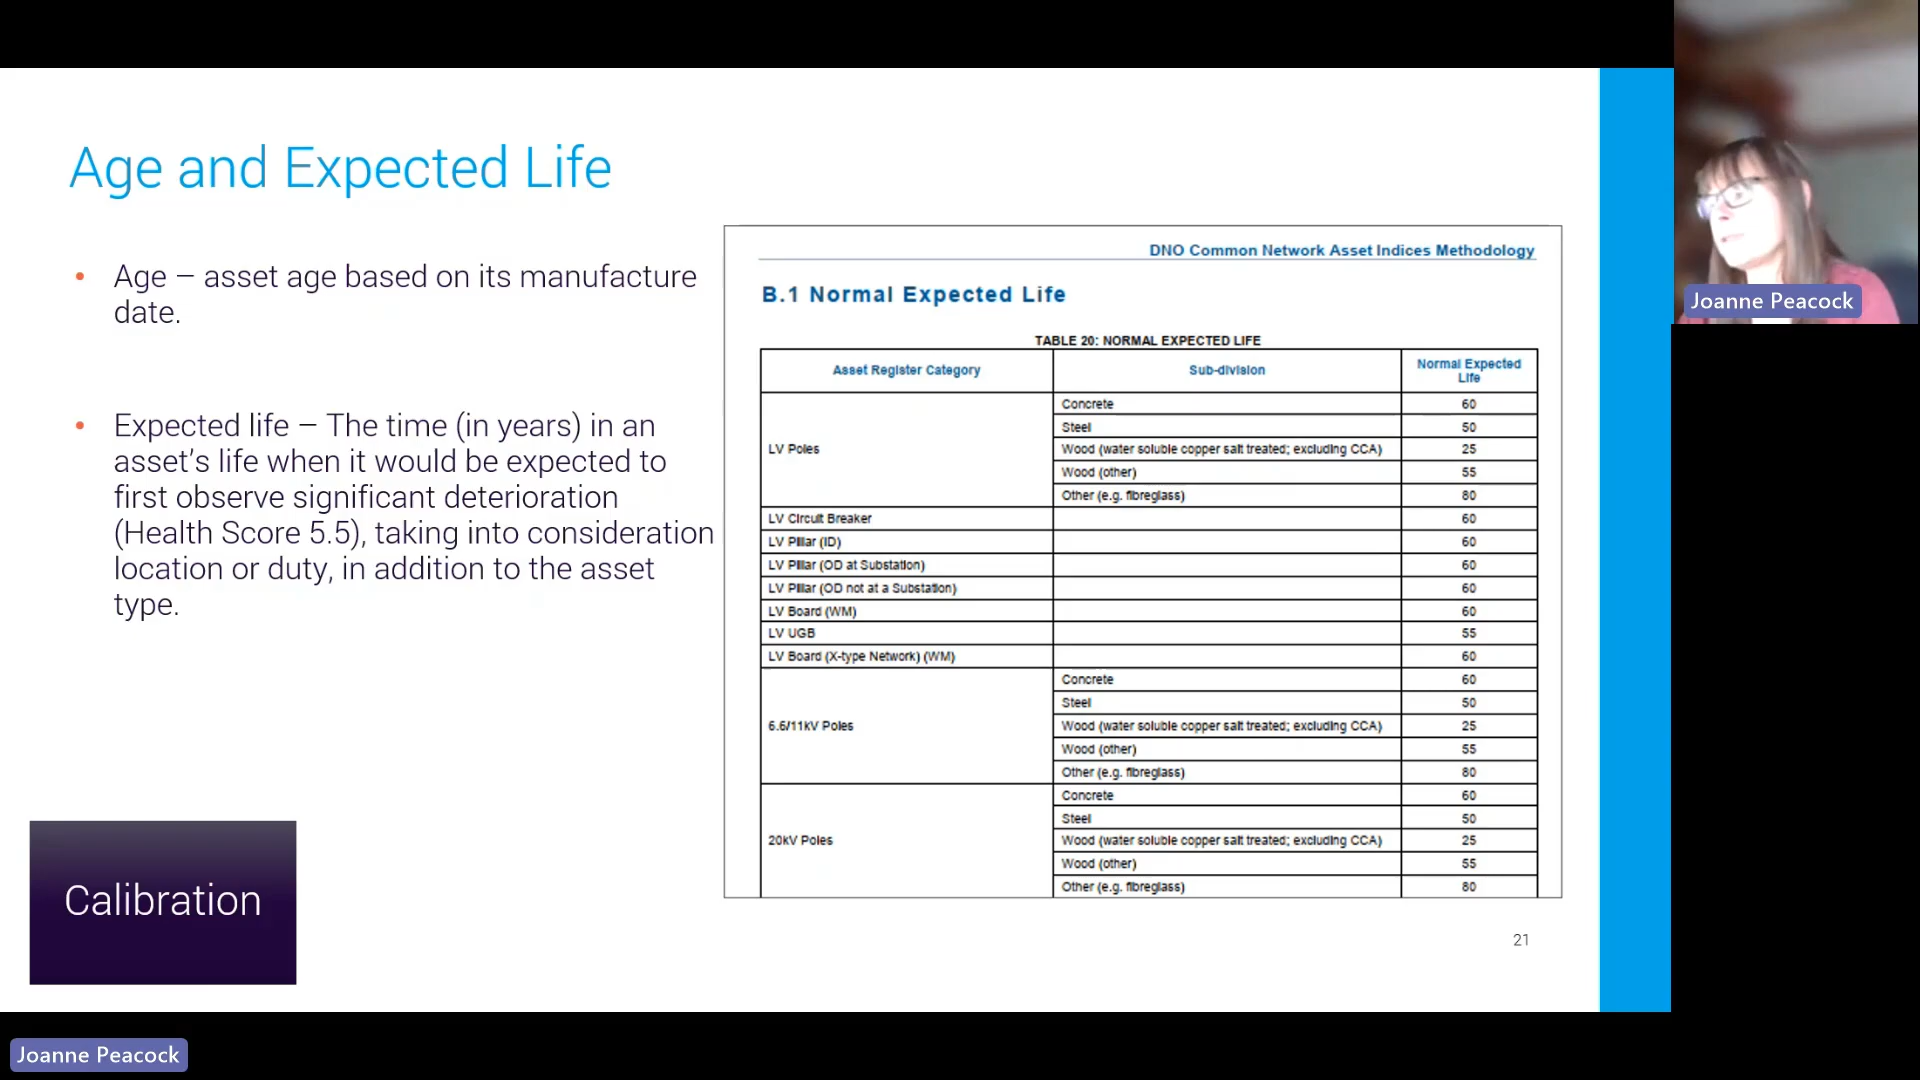 Age and Expected Life
• Age – asset age based on its manufacture
date.
• Expected life – The time (in years) in an
asset's life when it would be expected to
first observe significant deterioration
(Health Score 5.5), taking into consideration
location or duty, in addition to the asset
type.
Calibration
DNO Common Network Asset Indices Methodology
B.1 Normal Expected Life
TABLE 20: NORMAL EXPECTED LIFE
Asset Register Category Sub-division Normal Expected
Life
LV Poles
Concrete 60
Steel 50
Wood (water soluble copper salt treated; excluding CCA) 25
Wood (other) 55
Other (e.g. fibreglass) 80
LV Circuit Breaker 60
LV Pillar (ID) 60
LV Pillar (OD at Substation) 60
LV Pillar (OD not at a Substation) 60
LV Board (WM) 60
LV UGB 55
LV Board (X-type Network) (WM) 60
6.6/11kV Poles
Concrete 60
Steel 50
Wood (water soluble copper salt treated; excluding CCA) 25
Wood (other) 55
Other (e.g. fibreglass) 80
20kV Poles
Concrete 60
Steel 50
Wood (water soluble copper salt treated; excluding CCA) 25
Wood (other) 55
Other (e.g. fibreglass) 80
21
Joanne Peacock
Joanne Peacock